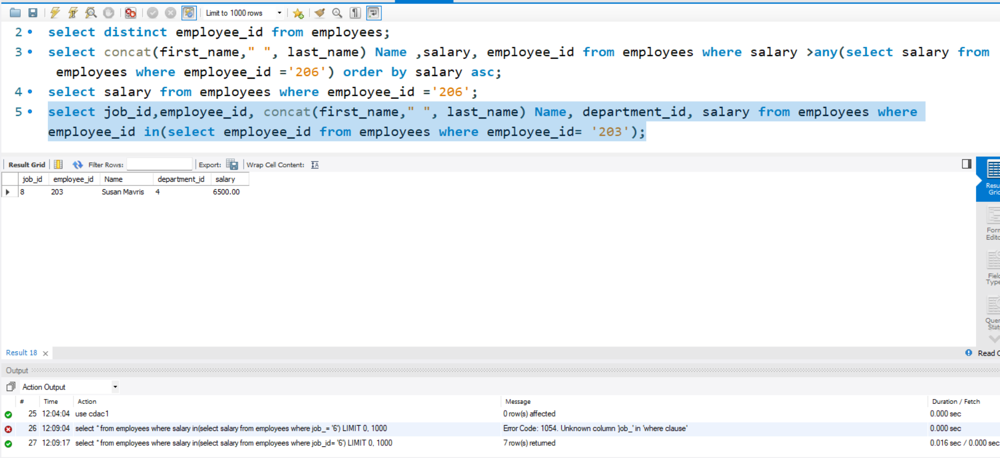 Limit to 1000 rows
2 select distinct employee_id from employees;
3 select concat(first_name," ", last_name) Name ,salary, employee_id from employees where salary >any(select salary from
employees where employee_id ='206') order by salary asc;
4 select salary from employees where employee_id ='206';
5 select job_id,employee_id, concat(first_name," ", last_name) Name, department_id, salary from employees where
employee_id in(select employee_id from employees where employee_id= '203');
Result Grid Filter Rows: Export: Wrap Cell Content:
job_id employee_id Name department_id salary
8 203 Susan Mavris 4 6500.00
Resu
Grid
Form
Edito
Field
Type
Quer
Stat
Result 18
Read O
Output
Action Output
# Time Action Message Duration / Fetch
25 12:04:04 use cdac1 0 row(s) affected 0.000 sec
26 12:09:04 select * from employees where salary in(select salary from employees where job_= '6') LIMIT 0, 1000 Error Code: 1054. Unknown column 'job_' in 'where clause' 0.000 sec
27 12:09:17 select * from employees where salary in(select salary from employees where job_id= '6') LIMIT 0, 1000 7 row(s) returned 0.016 sec / 0.000 sec